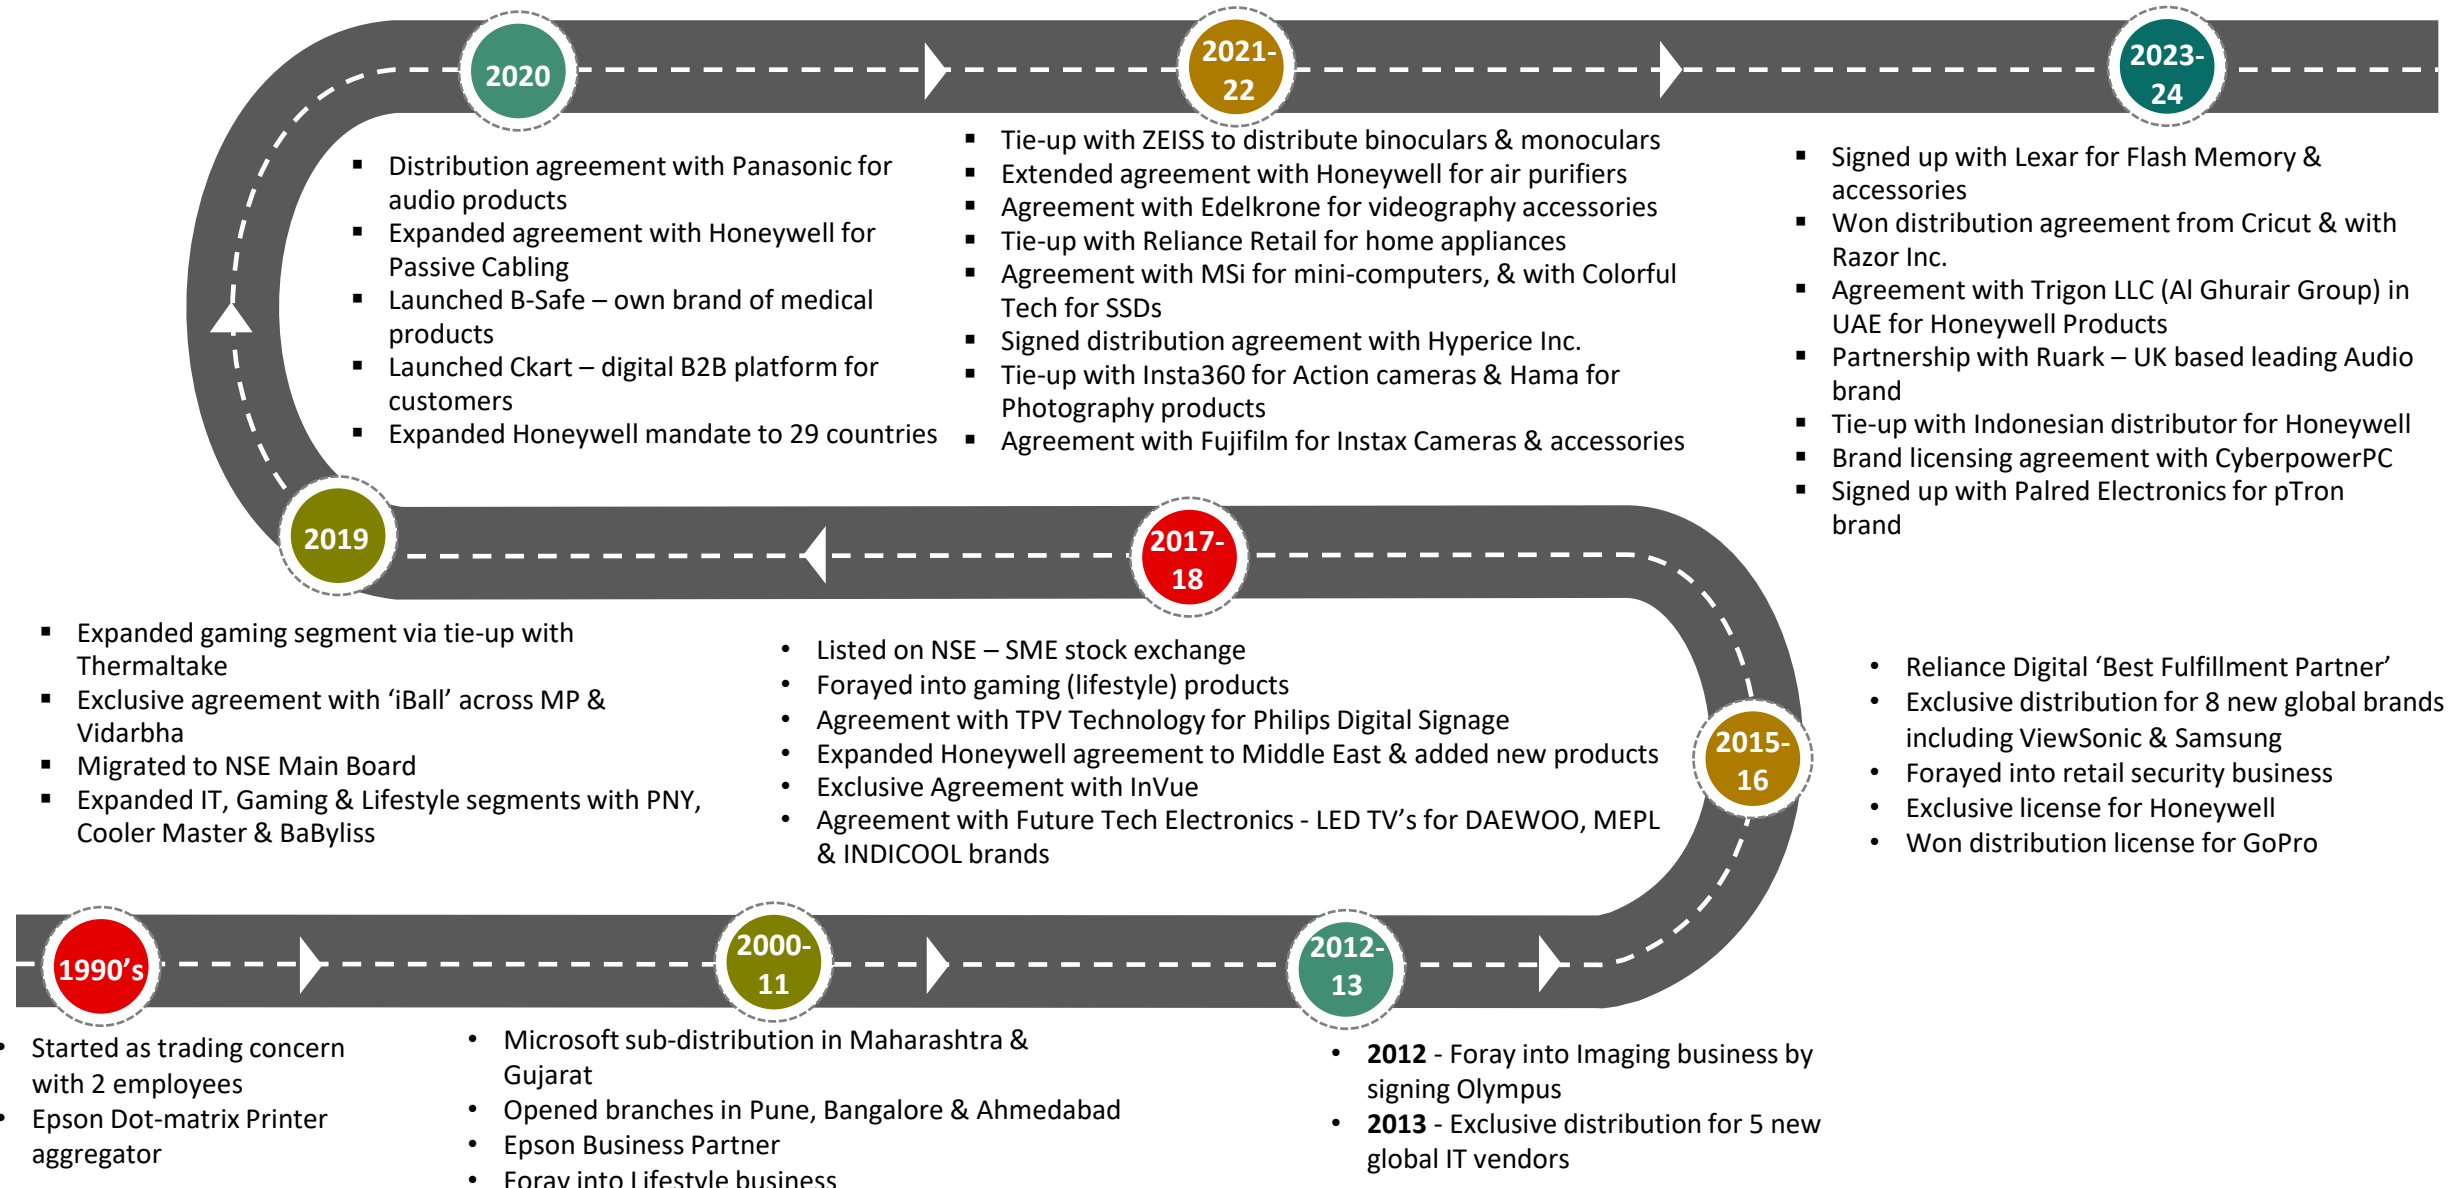 2020
Distribution agreement with Panasonic for
audio products
Expanded agreement with Honeywell for
Passive Cabling
Launched B-Safe – own brand of medical
products
Launched Ckart – digital B2B platform for
customers
Expanded Honeywell mandate to 29 countries
2021-
22
Tie-up with ZEISS to distribute binoculars & monoculars
Extended agreement with Honeywell for air purifiers
Agreement with Edelkrone for videography accessories
Tie-up with Reliance Retail for home appliances
Agreement with MSi for mini-computers, & with Colorful
Tech for SSDs
Signed distribution agreement with Hyperice Inc.
Tie-up with Insta360 for Action cameras & Hama for
Photography products
Agreement with Fujifilm for Instax Cameras & accessories
2023-
24
Signed up with Lexar for Flash Memory &
accessories
Won distribution agreement from Cricut & with
Razor Inc.
Agreement with Trigon LLC (Al Ghurair Group) in
UAE for Honeywell Products
Partnership with Ruark – UK based leading Audio
brand
Tie-up with Indonesian distributor for Honeywell
Brand licensing agreement with CyberpowerPC
Signed up with Palred Electronics for pTron
brand
2019
Expanded gaming segment via tie-up with
Thermaltake
Exclusive agreement with ‘iBall’ across MP &
Vidarbha
Migrated to NSE Main Board
Expanded IT, Gaming & Lifestyle segments with PNY,
Cooler Master & BaByliss
2017-
18
Listed on NSE – SME stock exchange
Forayed into gaming (lifestyle) products
Agreement with TPV Technology for Philips Digital Signage
Expanded Honeywell agreement to Middle East & added new products
Exclusive Agreement with InVue
Agreement with Future Tech Electronics - LED TV’s for DAEWOO, MEPL
& INDICOOL brands
2015-
16
Reliance Digital ‘Best Fulfillment Partner’
Exclusive distribution for 8 new global brands
including ViewSonic & Samsung
Forayed into retail security business
Exclusive license for Honeywell
Won distribution license for GoPro
1990’s
Started as trading concern
with 2 employees
Epson Dot-matrix Printer
aggregator
2000-
11
Microsoft sub-distribution in Maharashtra &
Gujarat
Opened branches in Pune, Bangalore & Ahmedabad
Epson Business Partner
Foray into Lifestyle business
2012-
13
2012 - Foray into Imaging business by
signing Olympus
2013 - Exclusive distribution for 5 new
global IT vendors